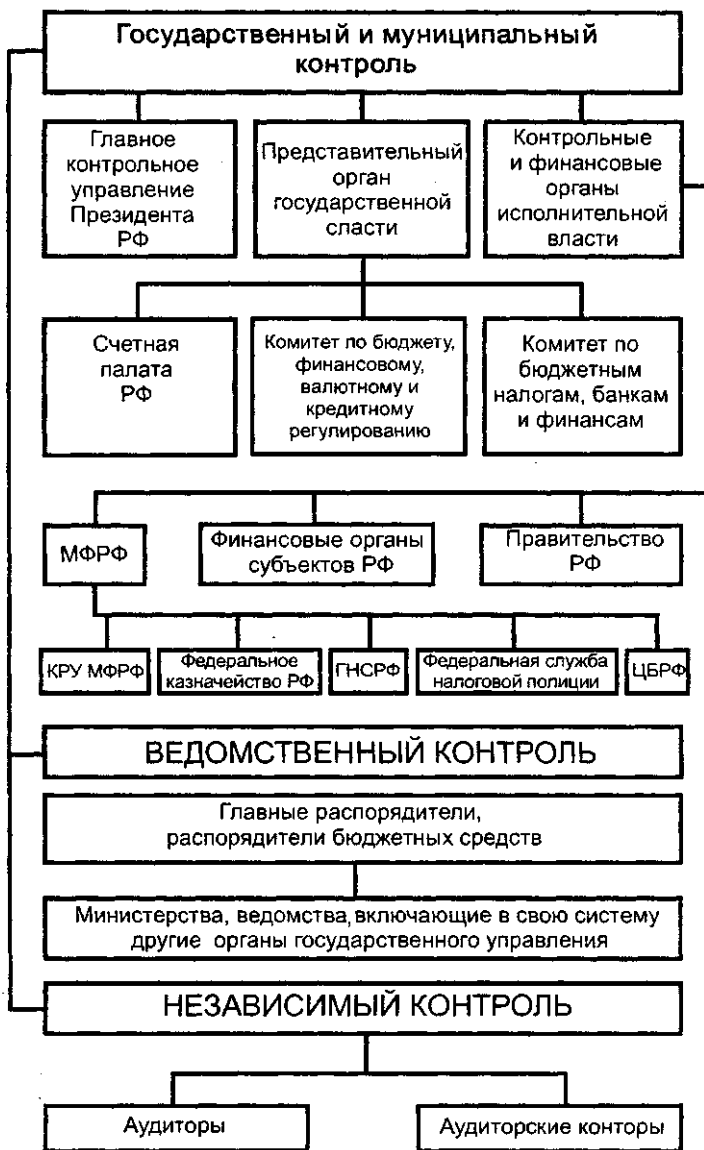 Государственный и муниципальный
контроль
Главное
контрольное
управление
Президента
РФ
Представительный
орган
государственной
сласти
Контрольные
и финансовые
органы
исполнительной
власти
Счетная
палата
РФ
Комитет по бюджету,
финансовому,
валютному и
кредитному
регулированию
Комитет по
бюджетным
налогам, банкам
и финансам
МФРФ
Финансовые органы
субъектов РФ
Правительство
РФ
КРУ МФРФ
Федеральное
казначейство РФ
ГНСРФ
Федеральная служба
налоговой полиции
ЦБРФ
ВЕДОМСТВЕННЫЙ КОНТРОЛЬ
Главные распорядители,
распорядители бюджетных средств
Министерства, ведомства, включающие в свою систему
другие органы государственного управления
НЕЗАВИСИМЫЙ КОНТРОЛЬ
Аудиторы
Аудиторские конторы